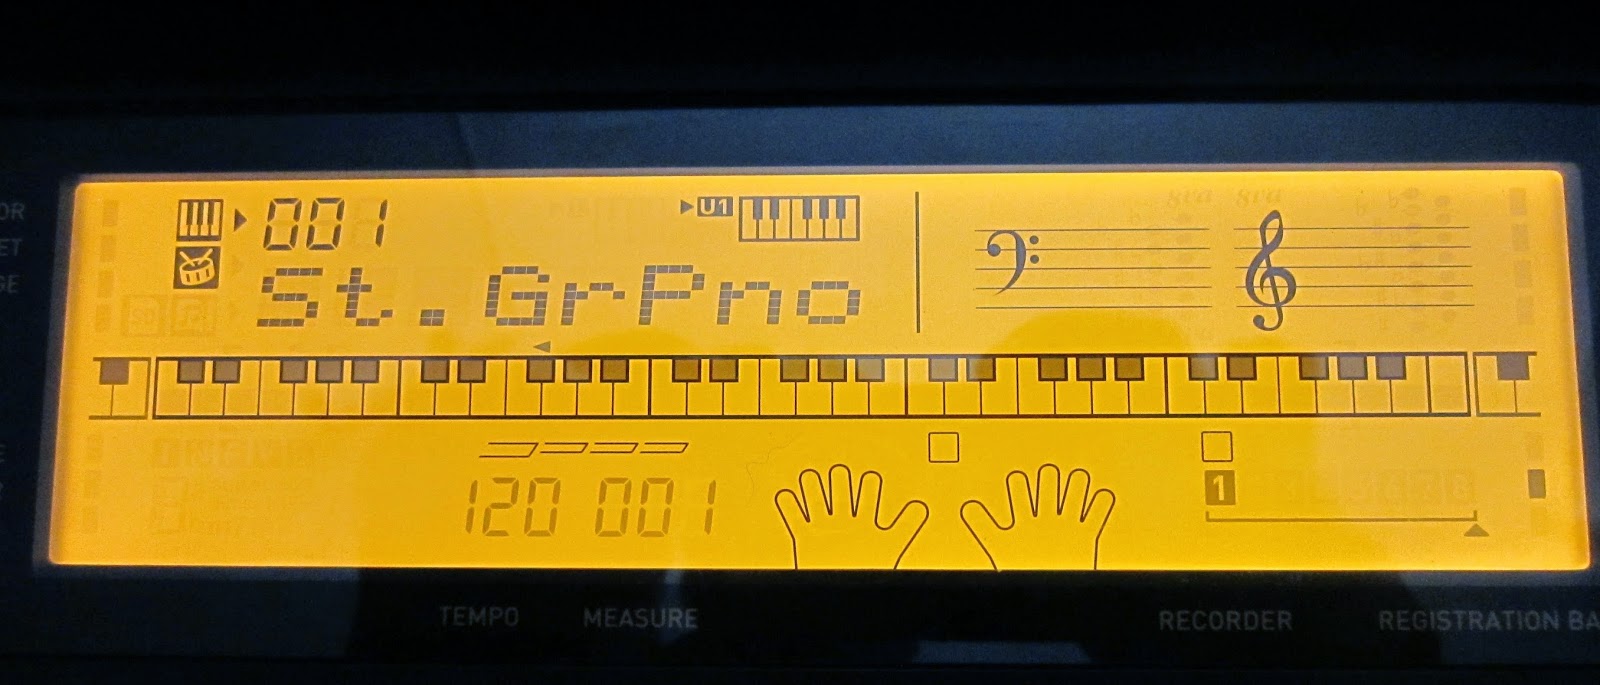 001 U1
St.GrPno
120 001
1
TEMPO MEASURE RECORDER REGISTRATION BA